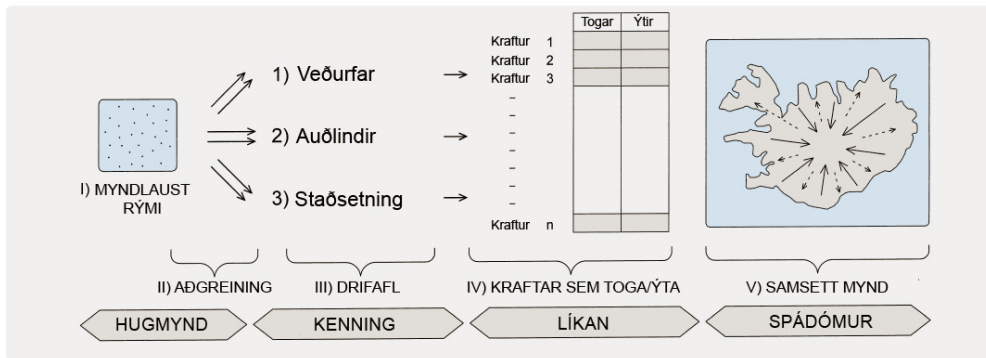 I) MYNDLAUST
RÝMI
1) Veðurfar
2) Auðlindir
3) Staðsetning
Togar Ýtir
Kraftur 1
Kraftur 2
Kraftur 3
Kraftur n
II) AÐGREINING
III) DRIFAFL
IV) KRAFTAR SEM TOGA/ÝTA
V) SAMSETT MYND
HUGMYND
KENNING
LÍKAN
SPÁDÓMUR